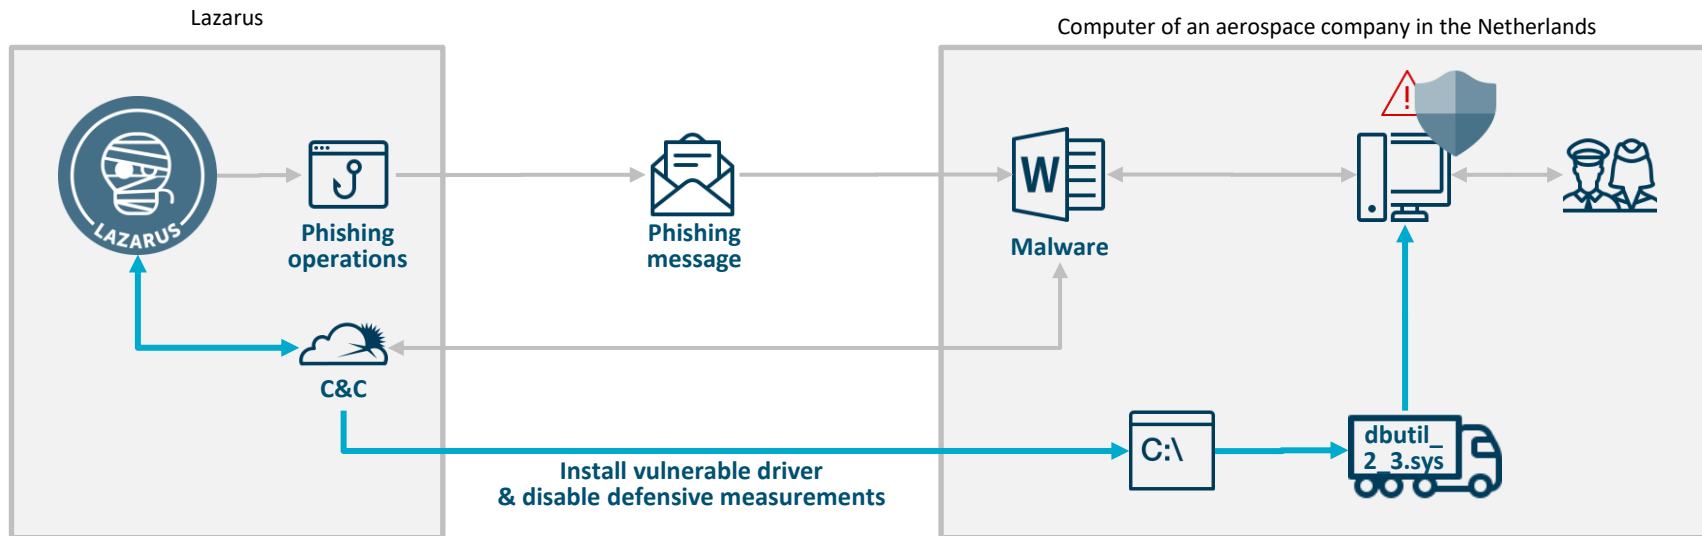 Lazarus
Computer of an aerospace company in the Netherlands
LAZARUS
Phishing
operations
Phishing
message
W
Malware
C&C
Install vulnerable driver
& disable defensive measurements
C:\
dbutil_
2_3.sys